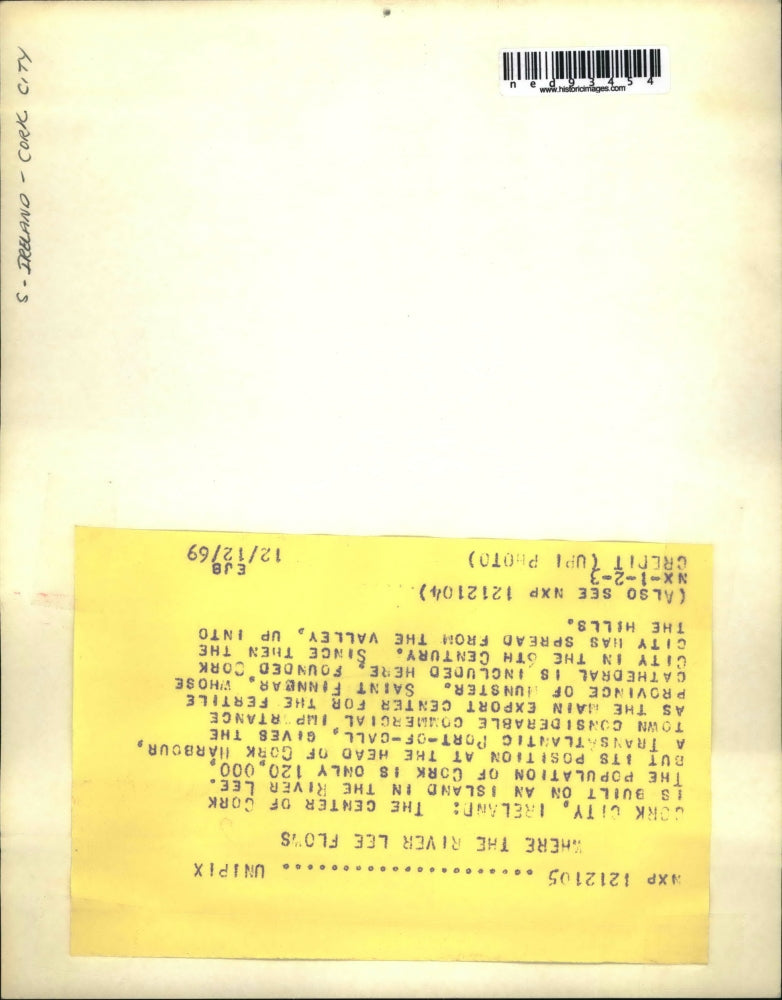 S - IRELAND - CORK CITY
ned93454
www.historicimages.com
NXP 1212105 .................... UNIPIX
WHERE THE RIVER LEE FLOWS
CORK CITY, IRELAND: THE CENTER OF CORK
IS BUILT ON AN ISLAND IN THE RIVER LEE.
THE POPULATION OF CORK IS ONLY 120,000,
BUT ITS POSITION AT THE HEAD OF CORK HARBOUR,
A TRANSATLANTIC PORT-OF-CALL, GIVES THE
TOWN CONSIDERABLE COMMERCIAL IMPORTANCE
AS THE MAIN EXPORT CENTER FOR THE FERTILE
PROVINCE OF MUNSTER. SAINT FINNBAR, WHOSE
CATHEDRAL IS INCLUDED HERE, FOUNDED CORK
CITY IN THE 6TH CENTURY. SINCE THEN THE
CITY HAS SPREAD FROM THE VALLEY, UP INTO
THE HILLS.
(ALSO SEE NXP 1212104)
NX-1-2-3 EJB
CREDIT (UPI PHOTO) 12/12/69